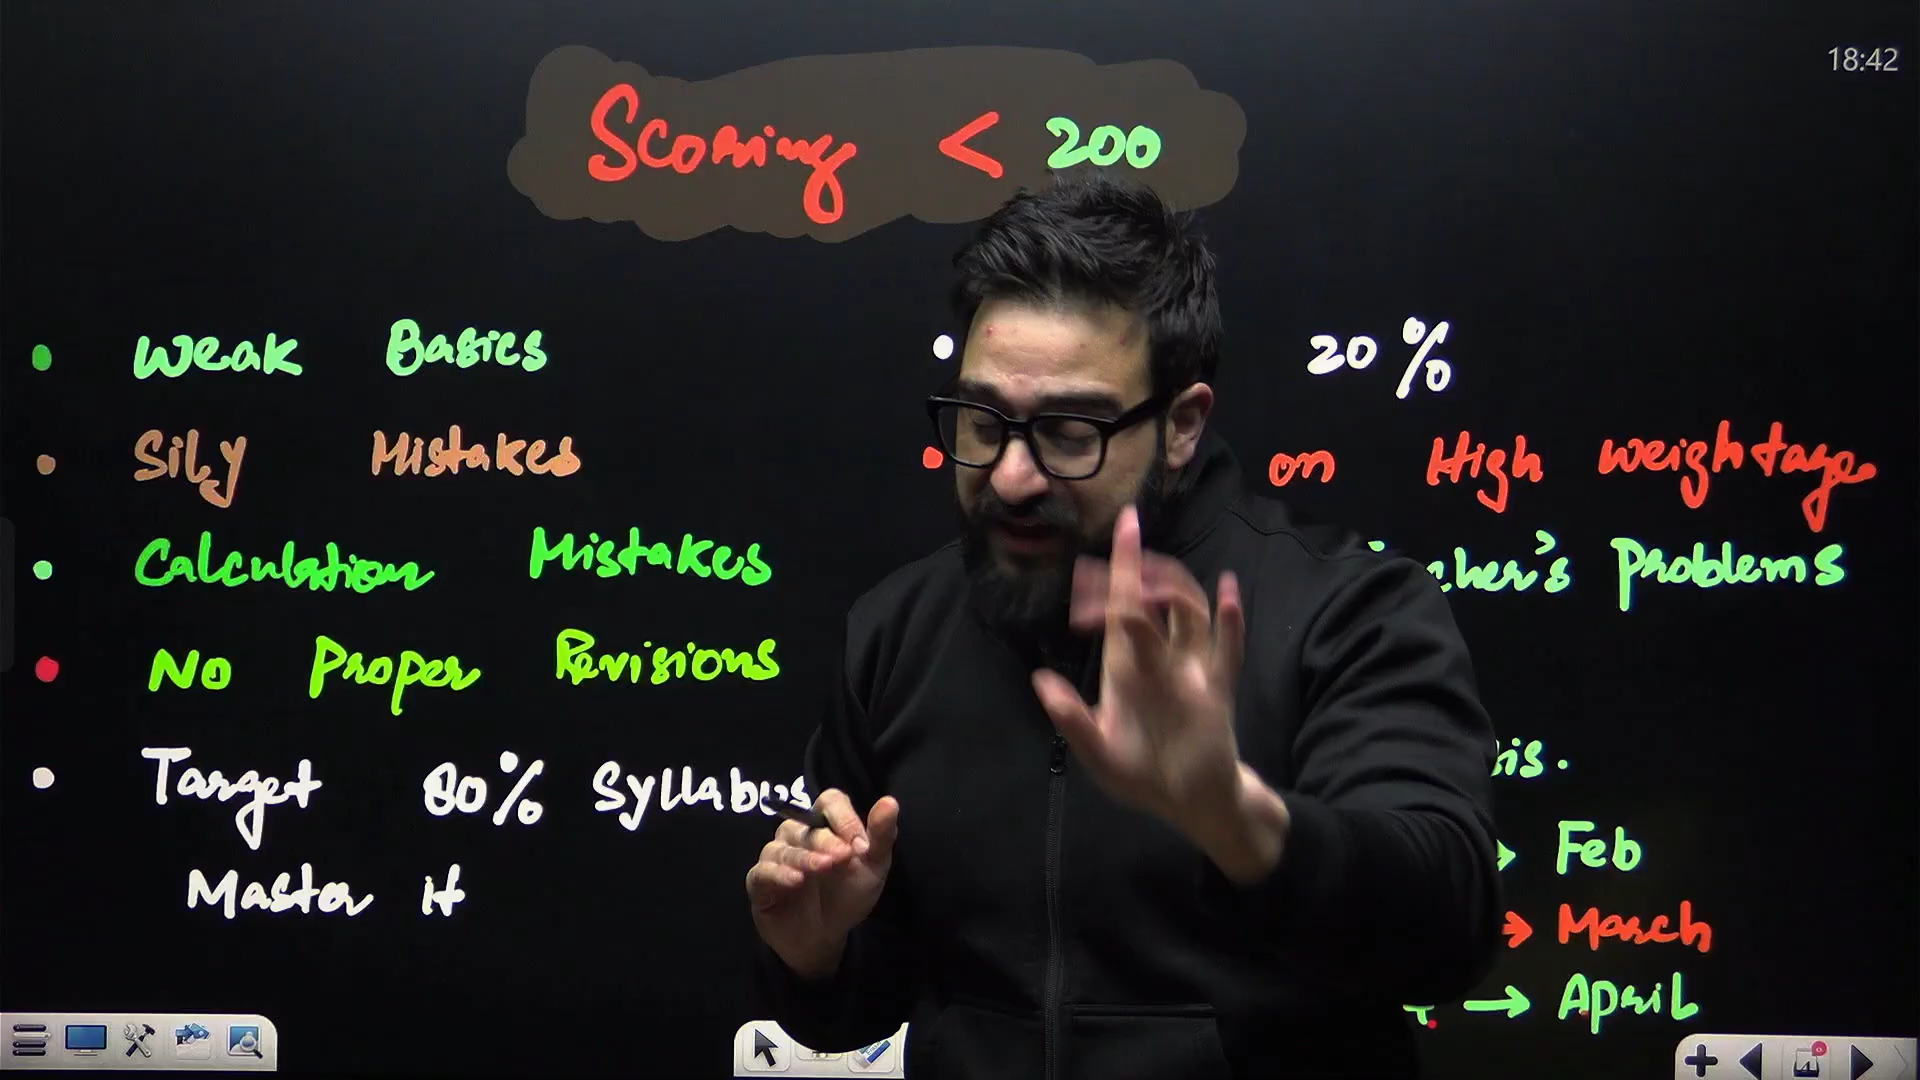 18:42
Scoring < 200
• Weak Basics
• Silly Mistakes
• Calculation Mistakes
• No Proper Revisions
• Target 80% Syllabus
Master it
• 20%
• on High weightage
Problems
→ Feb
→ March
→ April